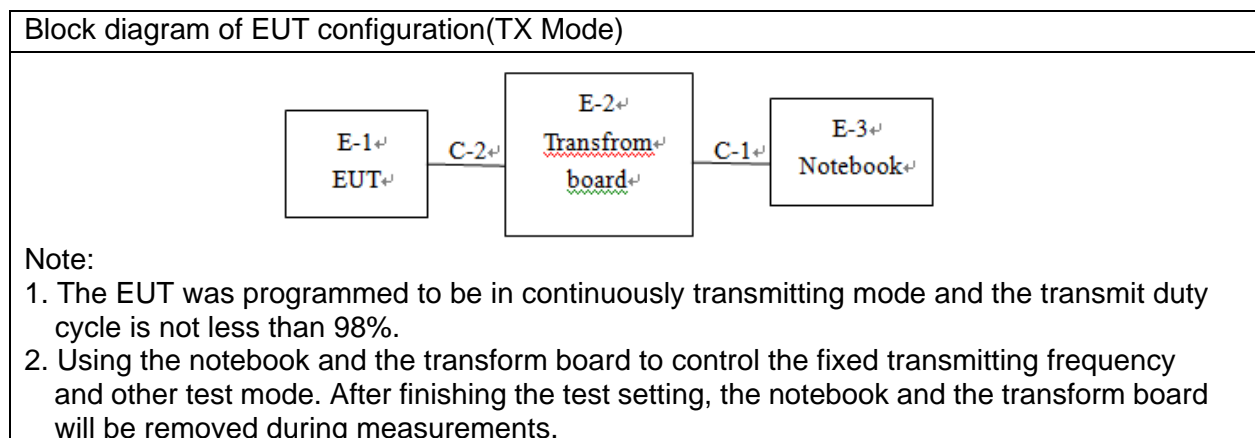 Block diagram of EUT configuration(TX Mode)
E-1↵
EUT↵
C-2↵
E-2↵
Transfrom↵
board↵
C-1↵
E-3↵
Notebook↵
Note:
1. The EUT was programmed to be in continuously transmitting mode and the transmit duty
cycle is not less than 98%.
2. Using the notebook and the transform board to control the fixed transmitting frequency
and other test mode. After finishing the test setting, the notebook and the transform board
will be removed during measurements.